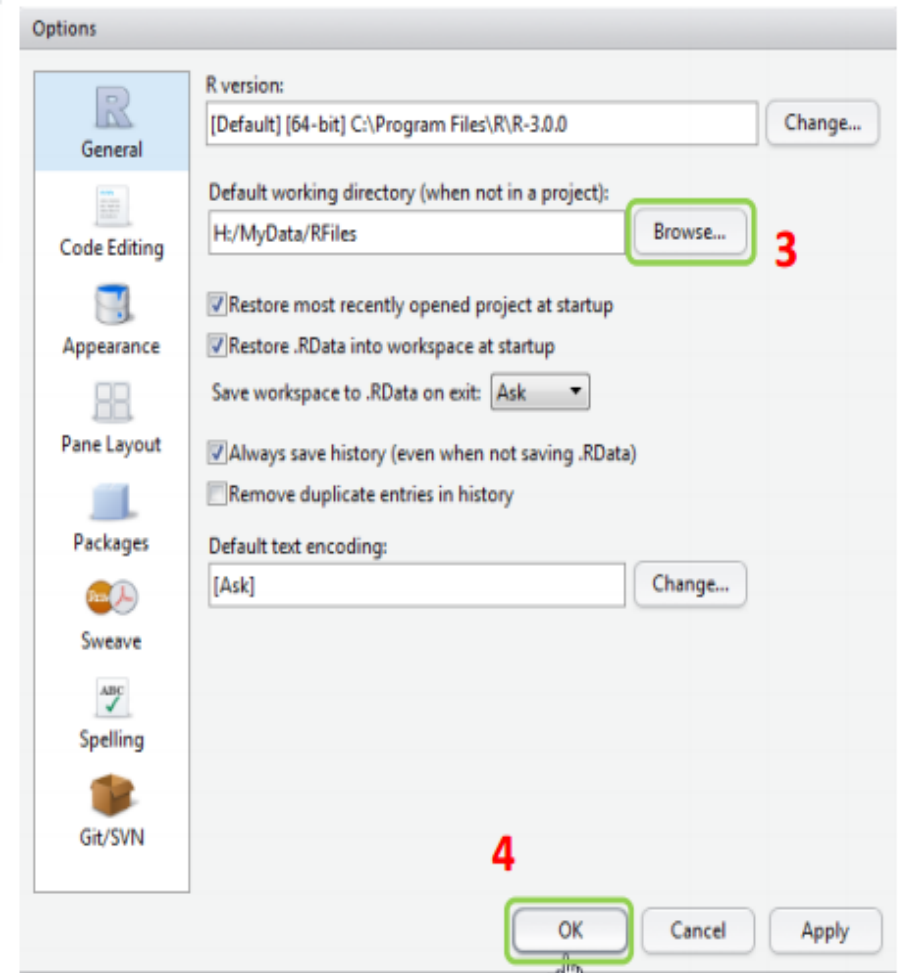 Options
R
General
Code Editing
Appearance
Pane Layout
Packages
Sweave
ABC
Spelling
Git/SVN
R version:
[Default] [64-bit] C:\Program Files\R\R-3.0.0
Change...
Default working directory (when not in a project):
H:/MyData/RFiles
Browse...
3
Restore most recently opened project at startup
Restore .RData into workspace at startup
Save workspace to .RData on exit: Ask
Always save history (even when not saving .RData)
Remove duplicate entries in history
Default text encoding:
[Ask]
Change...
4
OK
Cancel
Apply